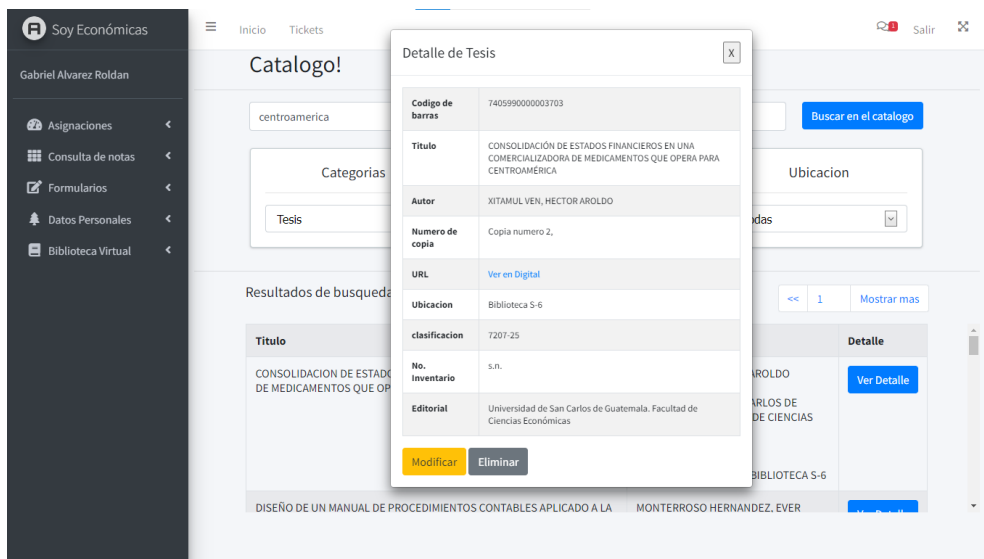 Soy Económicas
Gabriel Alvarez Roldan
Asignaciones
Consulta de notas
Formularios
Datos Personales
Biblioteca Virtual
Inicio Tickets
1 Salir
Catalogo!
centroamerica
Buscar en el catalogo
Categorias
Ubicacion
Tesis
odas
Resultados de busqueda
<< 1 Mostrar mas
Titulo
Detalle
CONSOLIDACION DE ESTADO
DE MEDICAMENTOS QUE OP
AROLDO
ARLOS DE
DE CIENCIAS
BIBLIOTECA S-6
Ver Detalle
DISEÑO DE UN MANUAL DE PROCEDIMIENTOS CONTABLES APLICADO A LA
MONTERROSO HERNANDEZ, EVER
Detalle de Tesis
X
Codigo de barras 7405990000003703
Titulo CONSOLIDACIÓN DE ESTADOS FINANCIEROS EN UNA
COMERCIALIZADORA DE MEDICAMENTOS QUE OPERA PARA
CENTROAMÉRICA
Autor XITAMUL VEN, HECTOR AROLDO
Numero de copia Copia numero 2,
URL Ver en Digital
Ubicacion Biblioteca S-6
clasificacion 7207-25
No. Inventario s.n.
Editorial Universidad de San Carlos de Guatemala. Facultad de
Ciencias Económicas
Modificar Eliminar